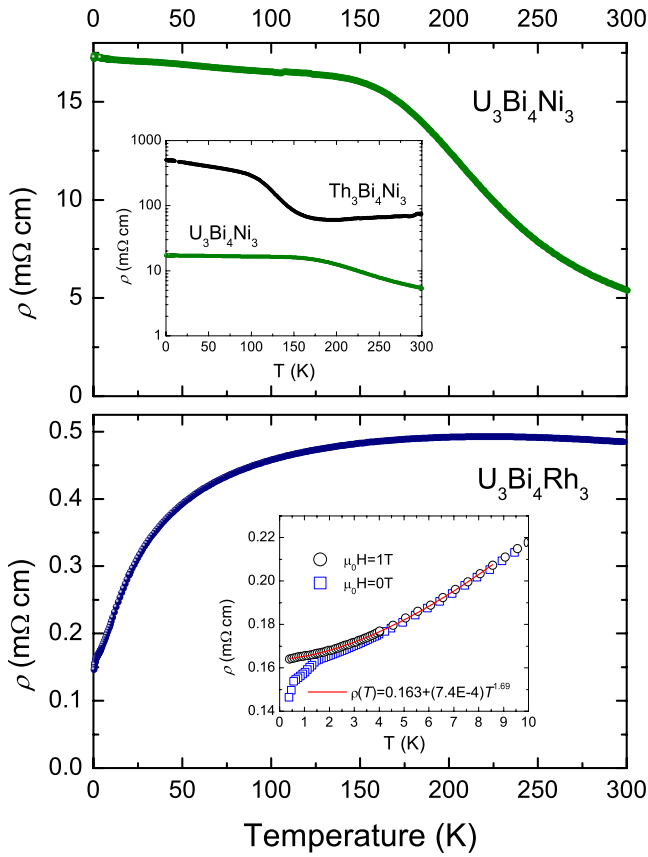 0 50 100 150 200 250 300
15
10
5
0
ρ (mΩ cm)
U₃Bi₄Ni₃
1000
100
10
1
ρ (mΩ cm)
Th₃Bi₄Ni₃
U₃Bi₄Ni₃
0 50 100 150 200 250 300
T (K)
0.5
0.4
0.3
0.2
0.1
0.0
ρ (mΩ cm)
U₃Bi₄Rh₃
0.22
0.20
0.18
0.16
0.14
ρ (mΩ cm)
μ₀H=1T
μ₀H=0T
ρ(T)=0.163+(7.4E-4)T¹·⁶⁹
0 1 2 3 4 5 6 7 8 9 10
T (K)
0 50 100 150 200 250 300
Temperature (K)